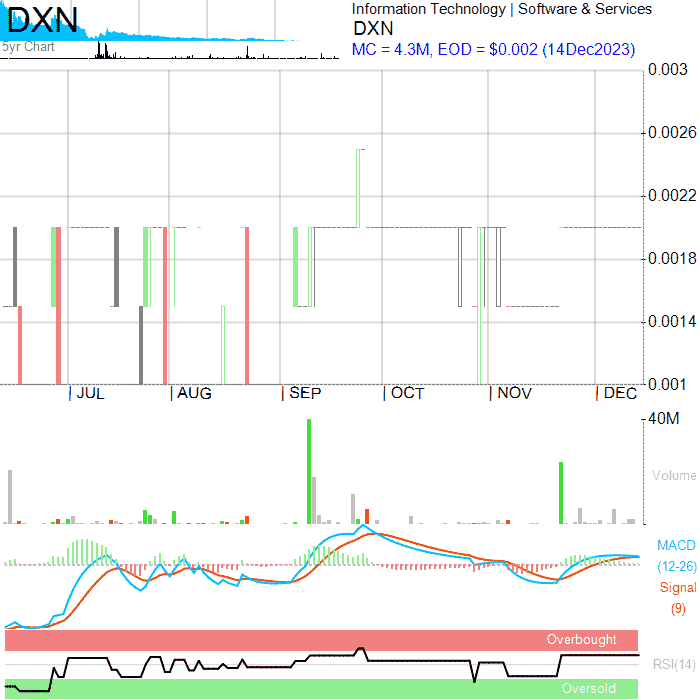 DXN
5yr Chart
Information Technology | Software & Services
DXN
MC = 4.3M, EOD = $0.002 (14Dec2023)
0.003
0.0026
0.0022
0.0018
0.0014
0.001
JUL
AUG
SEP
OCT
NOV
DEC
40M
Volume
MACD
(12-26)
Signal
(9)
Overbought
RSI(14)
Oversold